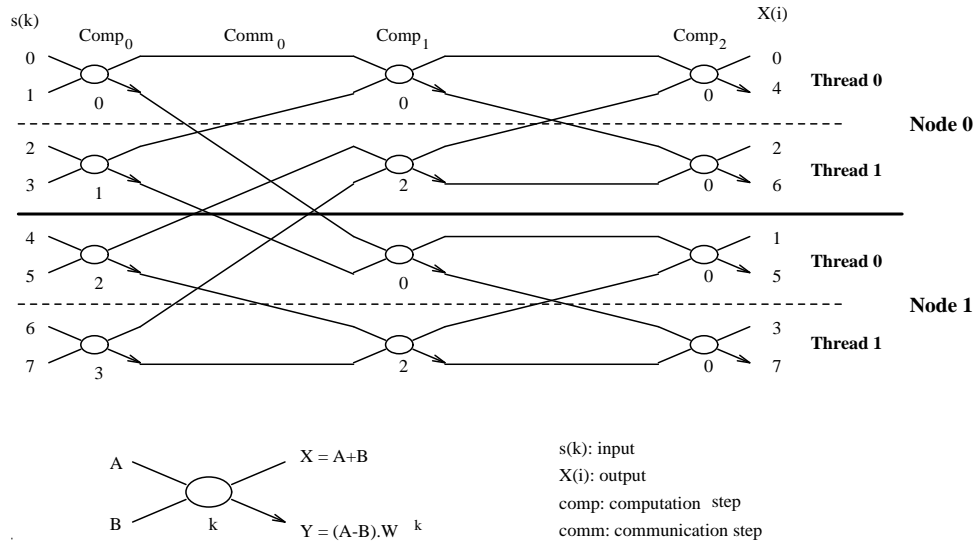 s(k) X(i)
Comp0 Comm0 Comp1 Comp2
0 0
Thread 0
1 0 0 0 4
Node 0
2 2
Thread 1
3 1 2 0 6
4 1
Thread 0
5 2 0 0 5
Node 1
6 3
Thread 1
7 3 2 0 7
A X = A+B
B k Y = (A-B).W k
s(k): input
X(i): output
comp: computation step
comm: communication step